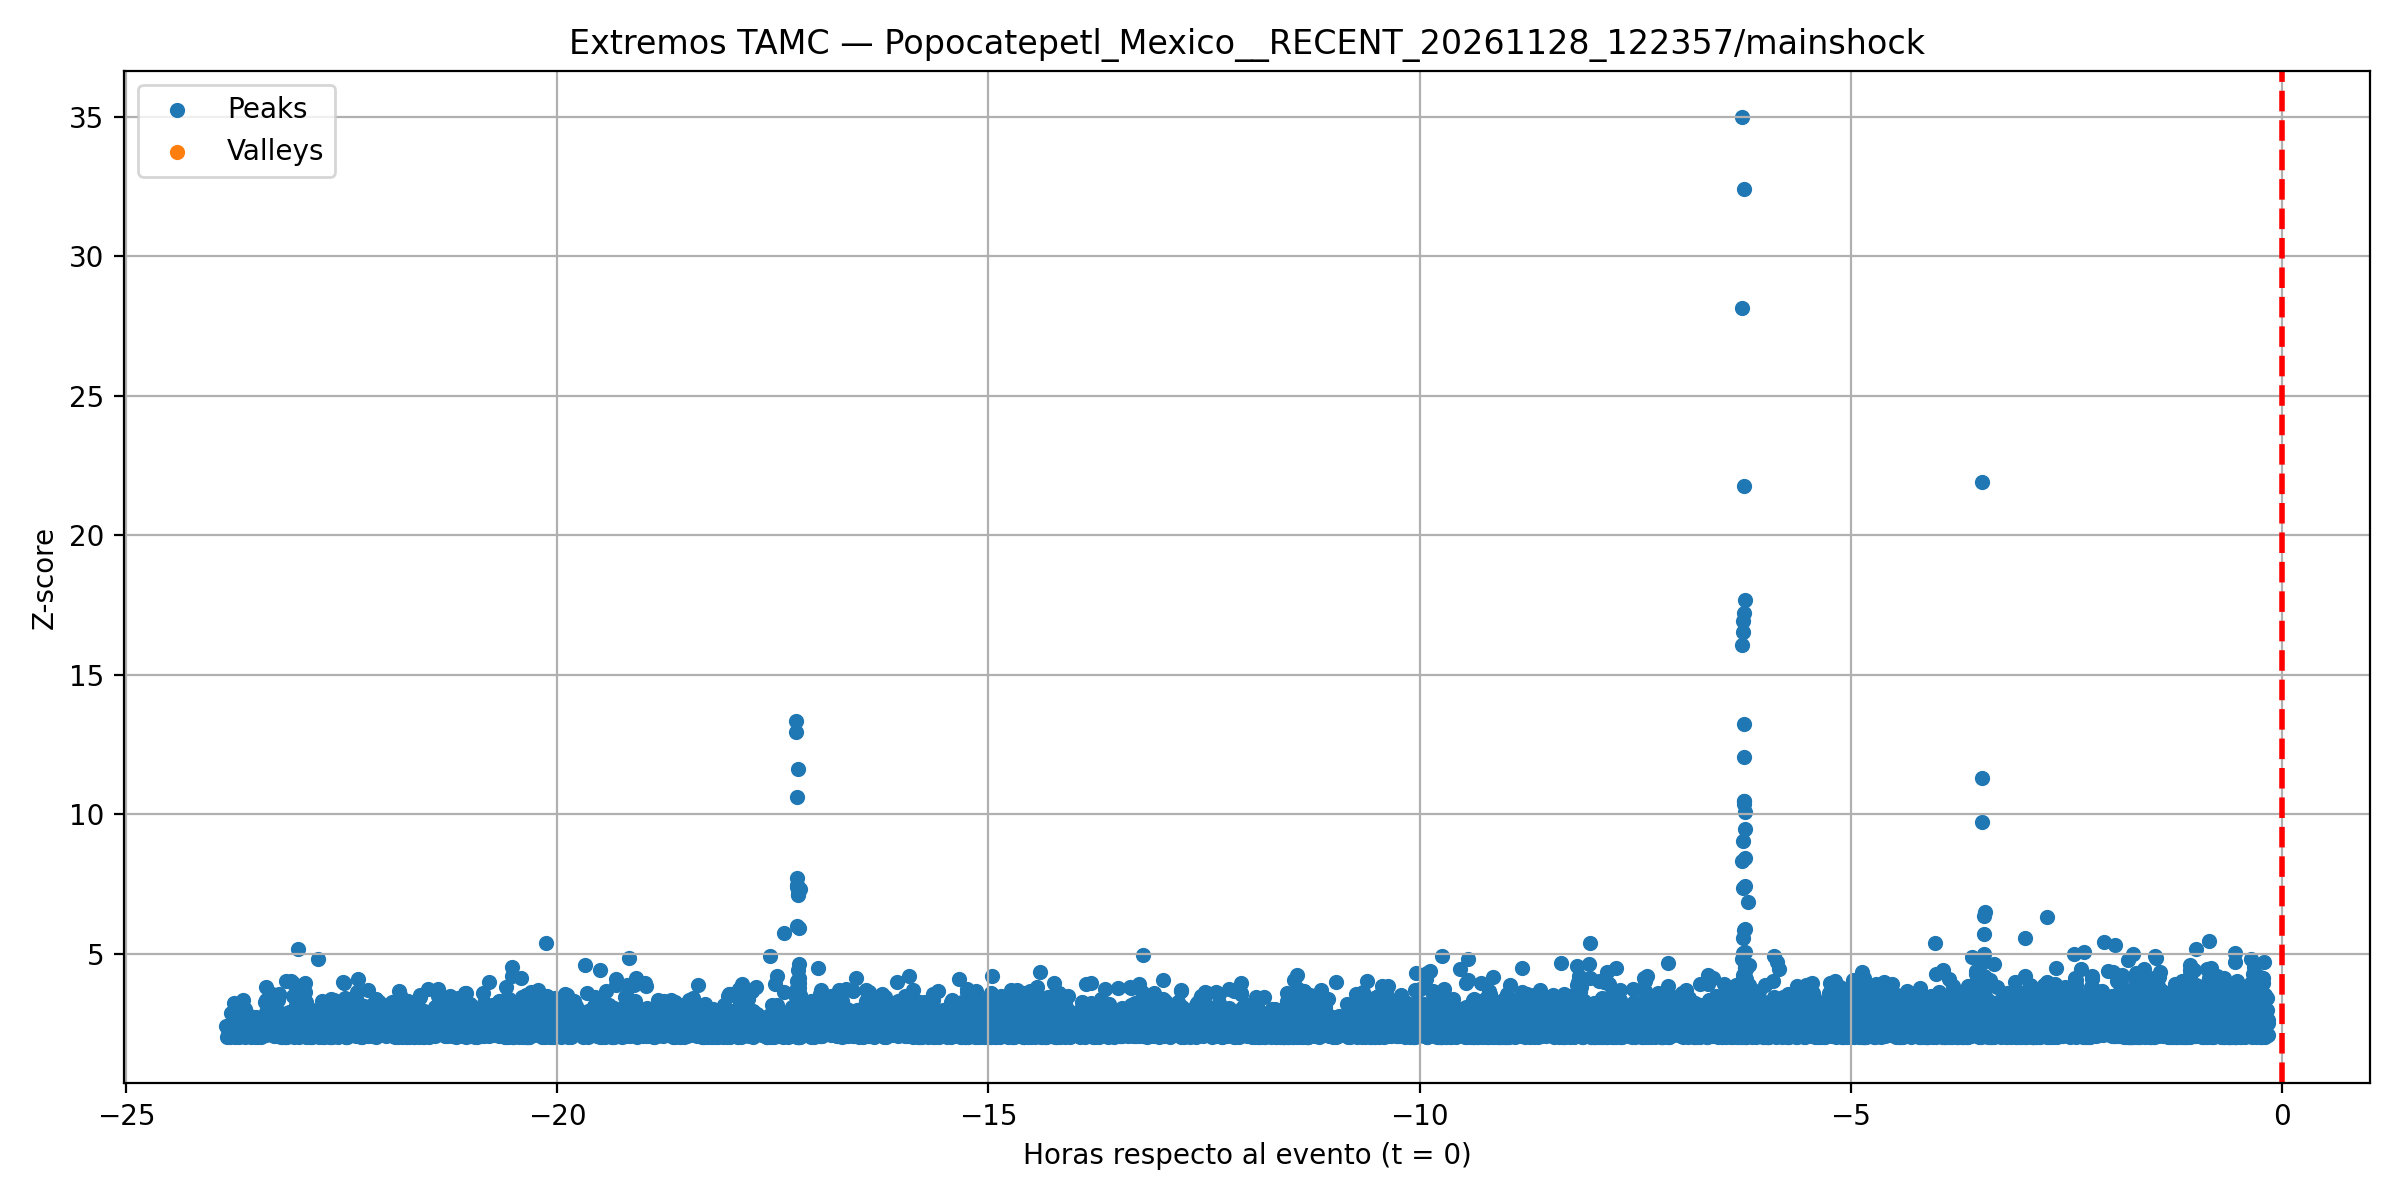 Extremos TAMC — Popocatepetl_Mexico__RECENT_20261128_122357/mainshock
Peaks
Valleys
35
30
25
20
15
10
5
Z-score
−25
−20
−15
−10
−5
0
Horas respecto al evento (t = 0)